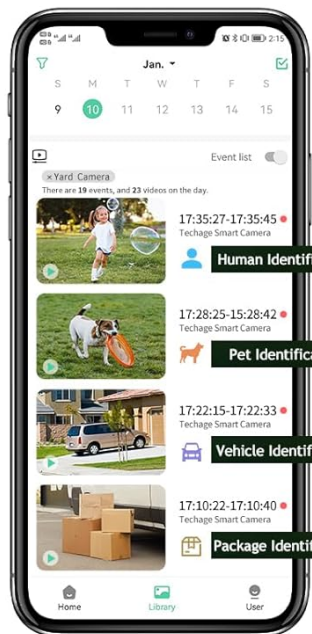 2:15
Jan.
S M T W T F S
9 10 11 12 13 14 15
Event list
× Yard Camera
There are 19 events, and 23 videos on the day.
17:35:27-17:35:45
Techage Smart Camera
Human Identifi
17:28:25-15:28:42
Techage Smart Camera
Pet Identifica
17:22:15-17:22:33
Techage Smart Camera
Vehicle Identifi
17:10:22-17:10:40
Techage Smart Camera
Package Identifi
Home Library User